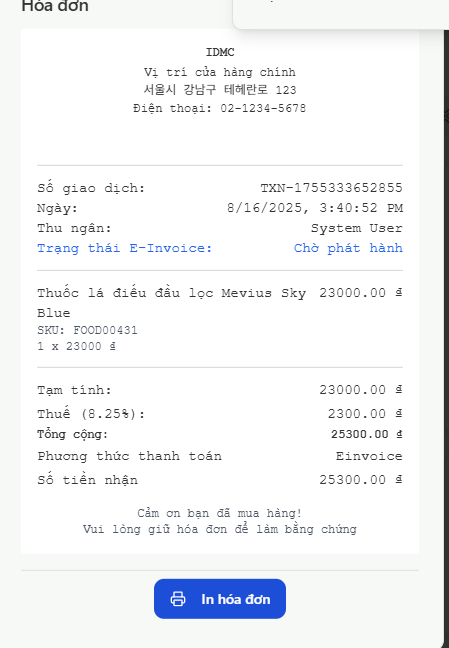 Hóa đơn
IDMC
Vị trí cửa hàng chính
서울시 강남구 테헤란로 123
Điện thoại: 02-1234-5678
Số giao dịch: TXN-1755333652855
Ngày: 8/16/2025, 3:40:52 PM
Thu ngân: System User
Trạng thái E-Invoice: Chờ phát hành
Thuốc lá điếu đầu lọc Mevius Sky 23000.00 ₫
Blue
SKU: FOOD00431
1 x 23000 ₫
Tạm tính: 23000.00 ₫
Thuế (8.25%): 2300.00 ₫
Tổng cộng: 25300.00 ₫
Phương thức thanh toán Einvoice
Số tiền nhận 25300.00 ₫
Cảm ơn bạn đã mua hàng!
Vui lòng giữ hóa đơn để làm bằng chứng
In hóa đơn